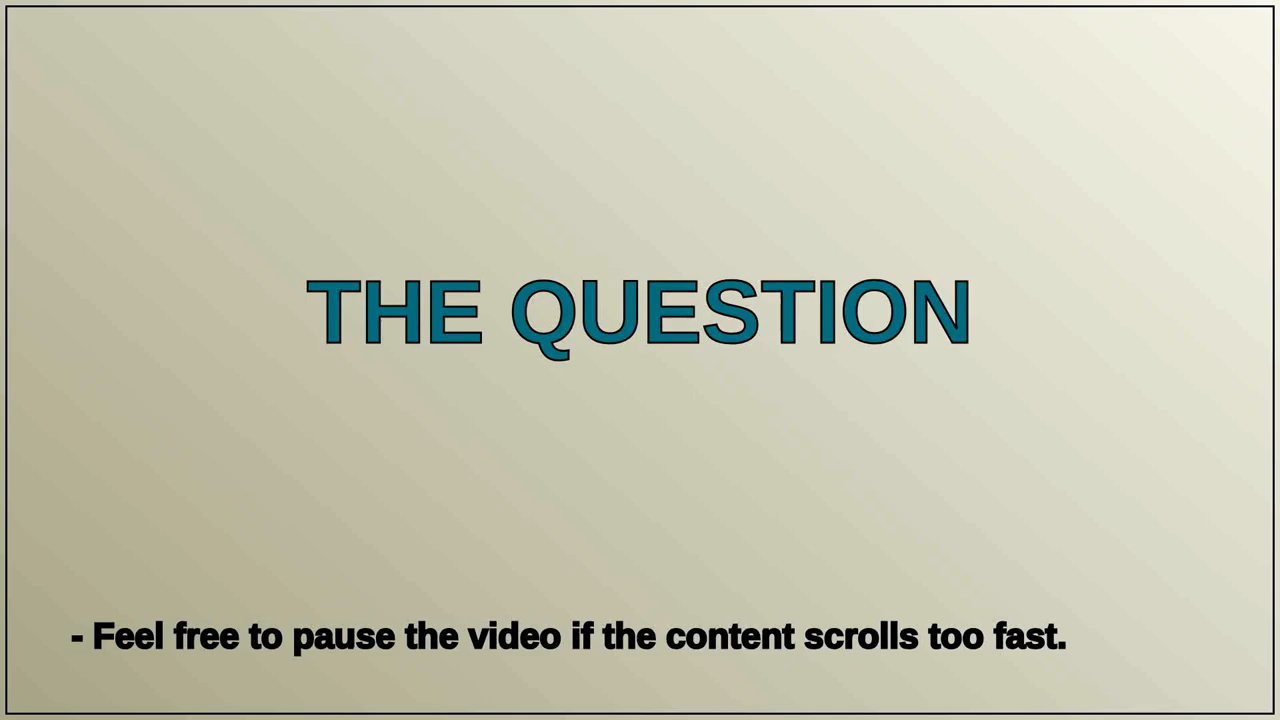 THE QUESTION
- Feel free to pause the video if the content scrolls too fast.